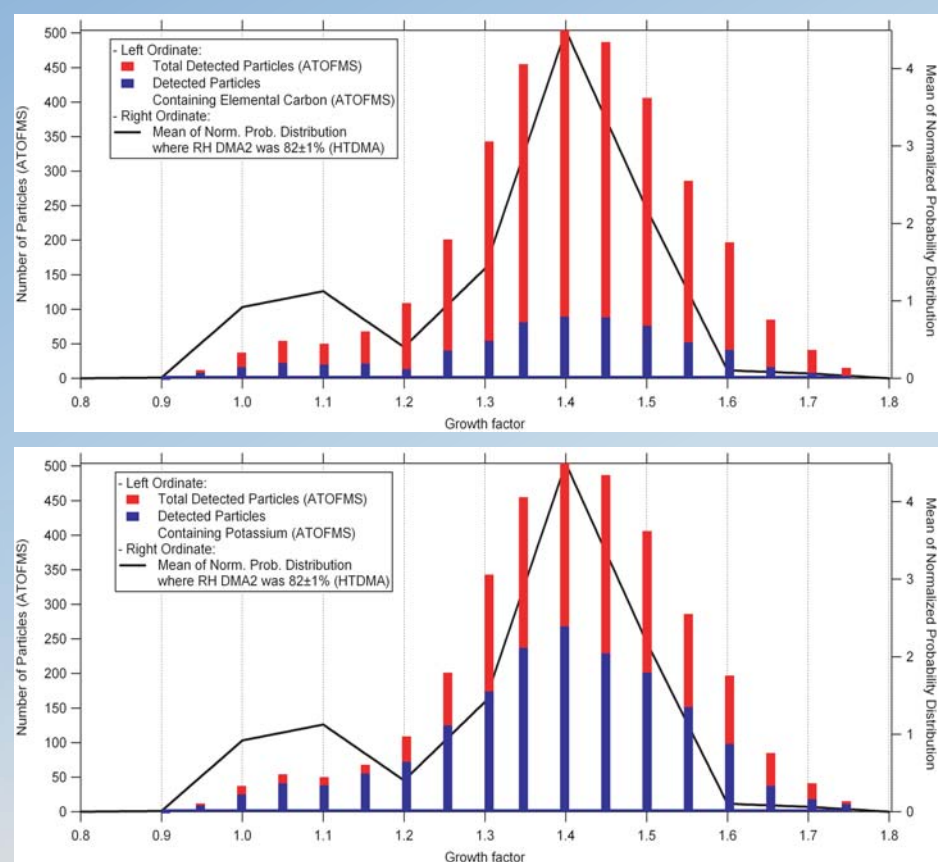 - Left Ordinate:
Total Detected Particles (ATOFMS)
Detected Particles
Containing Elemental Carbon (ATOFMS)
- Right Ordinate:
Mean of Norm. Prob. Distribution
where RH DMA2 was 82±1% (HTDMA)
Number of Particles (ATOFMS)
500
450
400
350
300
250
200
150
100
50
0
Mean of Normalized Probability Distribution
4
3
2
1
0
0.8 0.9 1.0 1.1 1.2 1.3 1.4 1.5 1.6 1.7 1.8
Growth factor
- Left Ordinate:
Total Detected Particles (ATOFMS)
Detected Particles
Containing Potassium (ATOFMS)
- Right Ordinate:
Mean of Norm. Prob. Distribution
where RH DMA2 was 82±1% (HTDMA)
Number of Particles (ATOFMS)
500
450
400
350
300
250
200
150
100
50
0
Mean of Normalized Probability Distribution
4
3
2
1
0
0.8 0.9 1.0 1.1 1.2 1.3 1.4 1.5 1.6 1.7 1.8
Growth factor